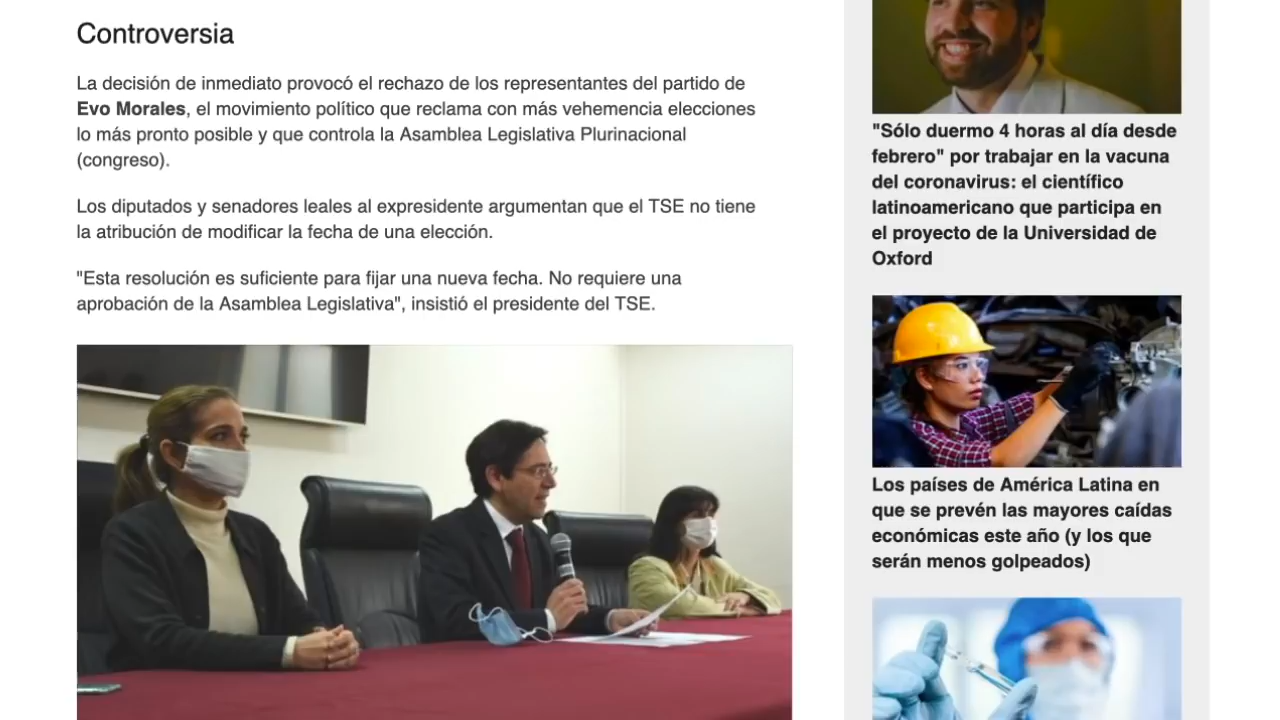 Controversia
La decisión de inmediato provocó el rechazo de los representantes del partido de
Evo Morales, el movimiento político que reclama con más vehemencia elecciones
lo más pronto posible y que controla la Asamblea Legislativa Plurinacional
(congreso).
Los diputados y senadores leales al expresidente argumentan que el TSE no tiene
la atribución de modificar la fecha de una elección.
"Esta resolución es suficiente para fijar una nueva fecha. No requiere una
aprobación de la Asamblea Legislativa", insistió el presidente del TSE.
"Sólo duermo 4 horas al día desde
febrero" por trabajar en la vacuna
del coronavirus: el científico
latinoamericano que participa en
el proyecto de la Universidad de
Oxford
Los países de América Latina en
que se prevén las mayores caídas
económicas este año (y los que
serán menos golpeados)